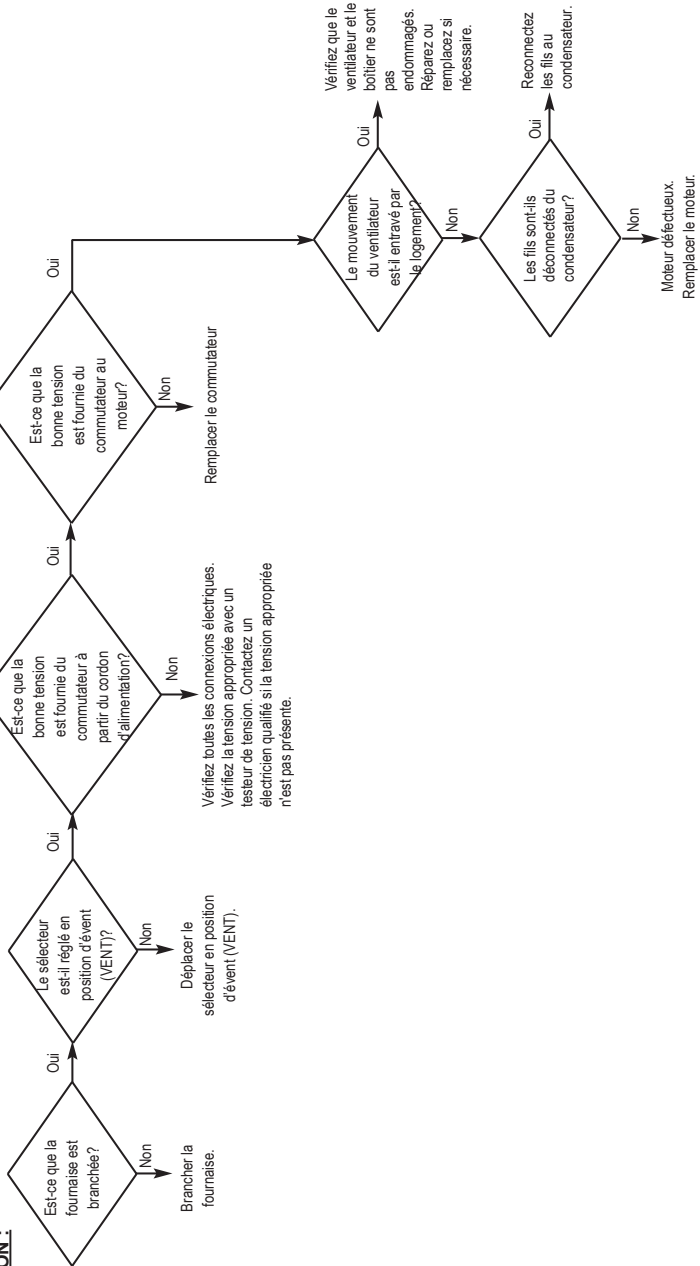 ON :
Est-ce que la
fournaise est
branchée?
Oui
Non
Brancher la
fournaise.
Le sélecteur
est-il réglé en
position d'évent
(VENT)?
Oui
Non
Déplacer le
sélecteur en position
d'évent (VENT).
Est-ce que la
bonne tension
est fournie du
commutateur à
partir du cordon
d'alimentation?
Oui
Non
Vérifiez toutes les connexions électriques.
Vérifiez la tension appropriée avec un
testeur de tension. Contactez un
électricien qualifié si la tension appropriée
n'est pas présente.
Est-ce que la
bonne tension
est fournie du
commutateur au
moteur?
Oui
Non
Remplacer le commutateur
Le mouvement
du ventilateur
est-il entravé par
le logement?
Oui
Vérifiez que le
ventilateur et le
boîtier ne sont
pas
endommagés.
Réparez ou
remplacez si
nécessaire.
Non
Les fils sont-ils
déconnectés du
condensateur?
Oui
Reconnectez
les fils au
condensateur.
Non
Moteur défectueux.
Remplacer le moteur.